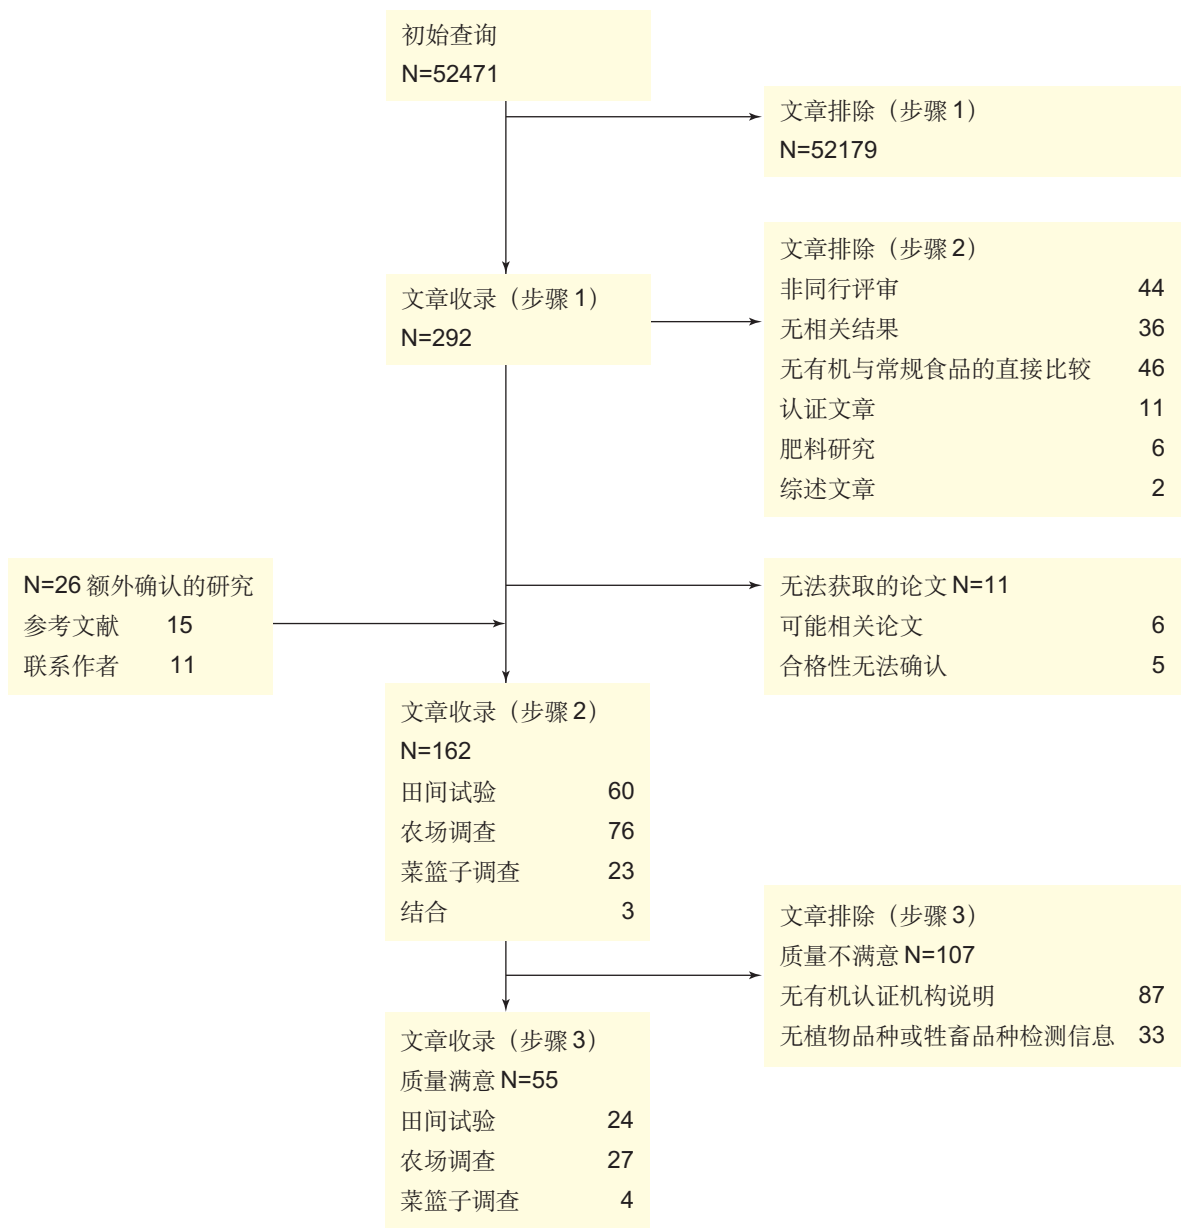 初始查询
N=52471
文章排除（步骤 1）
N=52179
文章排除（步骤 2）
非同行评审 44
无相关结果 36
无有机与常规食品的直接比较 46
认证文章 11
肥料研究 6
综述文章 2
文章收录（步骤 1）
N=292
N=26 额外确认的研究
参考文献 15
联系作者 11
无法获取的论文 N=11
可能相关论文 6
合格性无法确认 5
文章收录（步骤 2）
N=162
田间试验 60
农场调查 76
菜篮子调查 23
结合 3
文章排除（步骤 3）
质量不满意 N=107
无有机认证机构说明 87
无植物品种或牲畜品种检测信息 33
文章收录（步骤 3）
质量满意 N=55
田间试验 24
农场调查 27
菜篮子调查 4